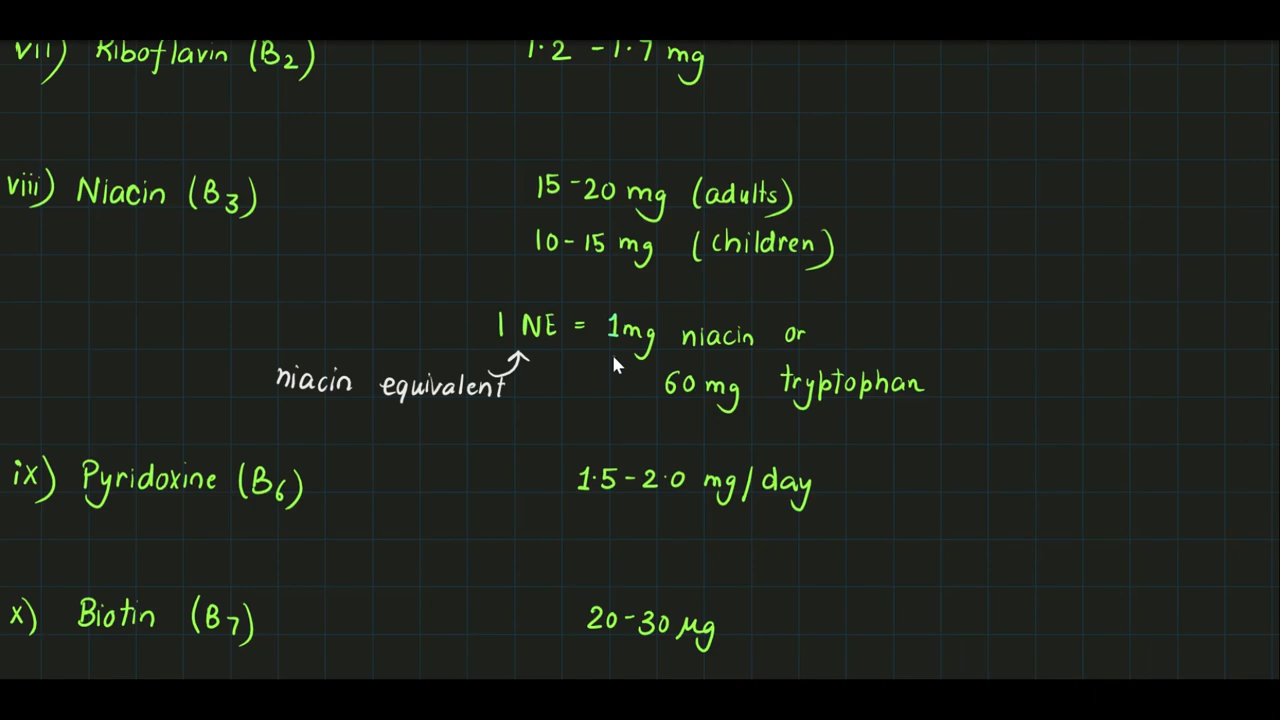 vii) Riboflavin (B2) 1.2 - 1.7 mg
viii) Niacin (B3) 15 - 20 mg (adults)
10 - 15 mg (children)
1 NE = 1mg niacin or
niacin equivalent 60 mg tryptophan
ix) Pyridoxine (B6) 1.5 - 2.0 mg/day
x) Biotin (B7) 20 - 30 μg